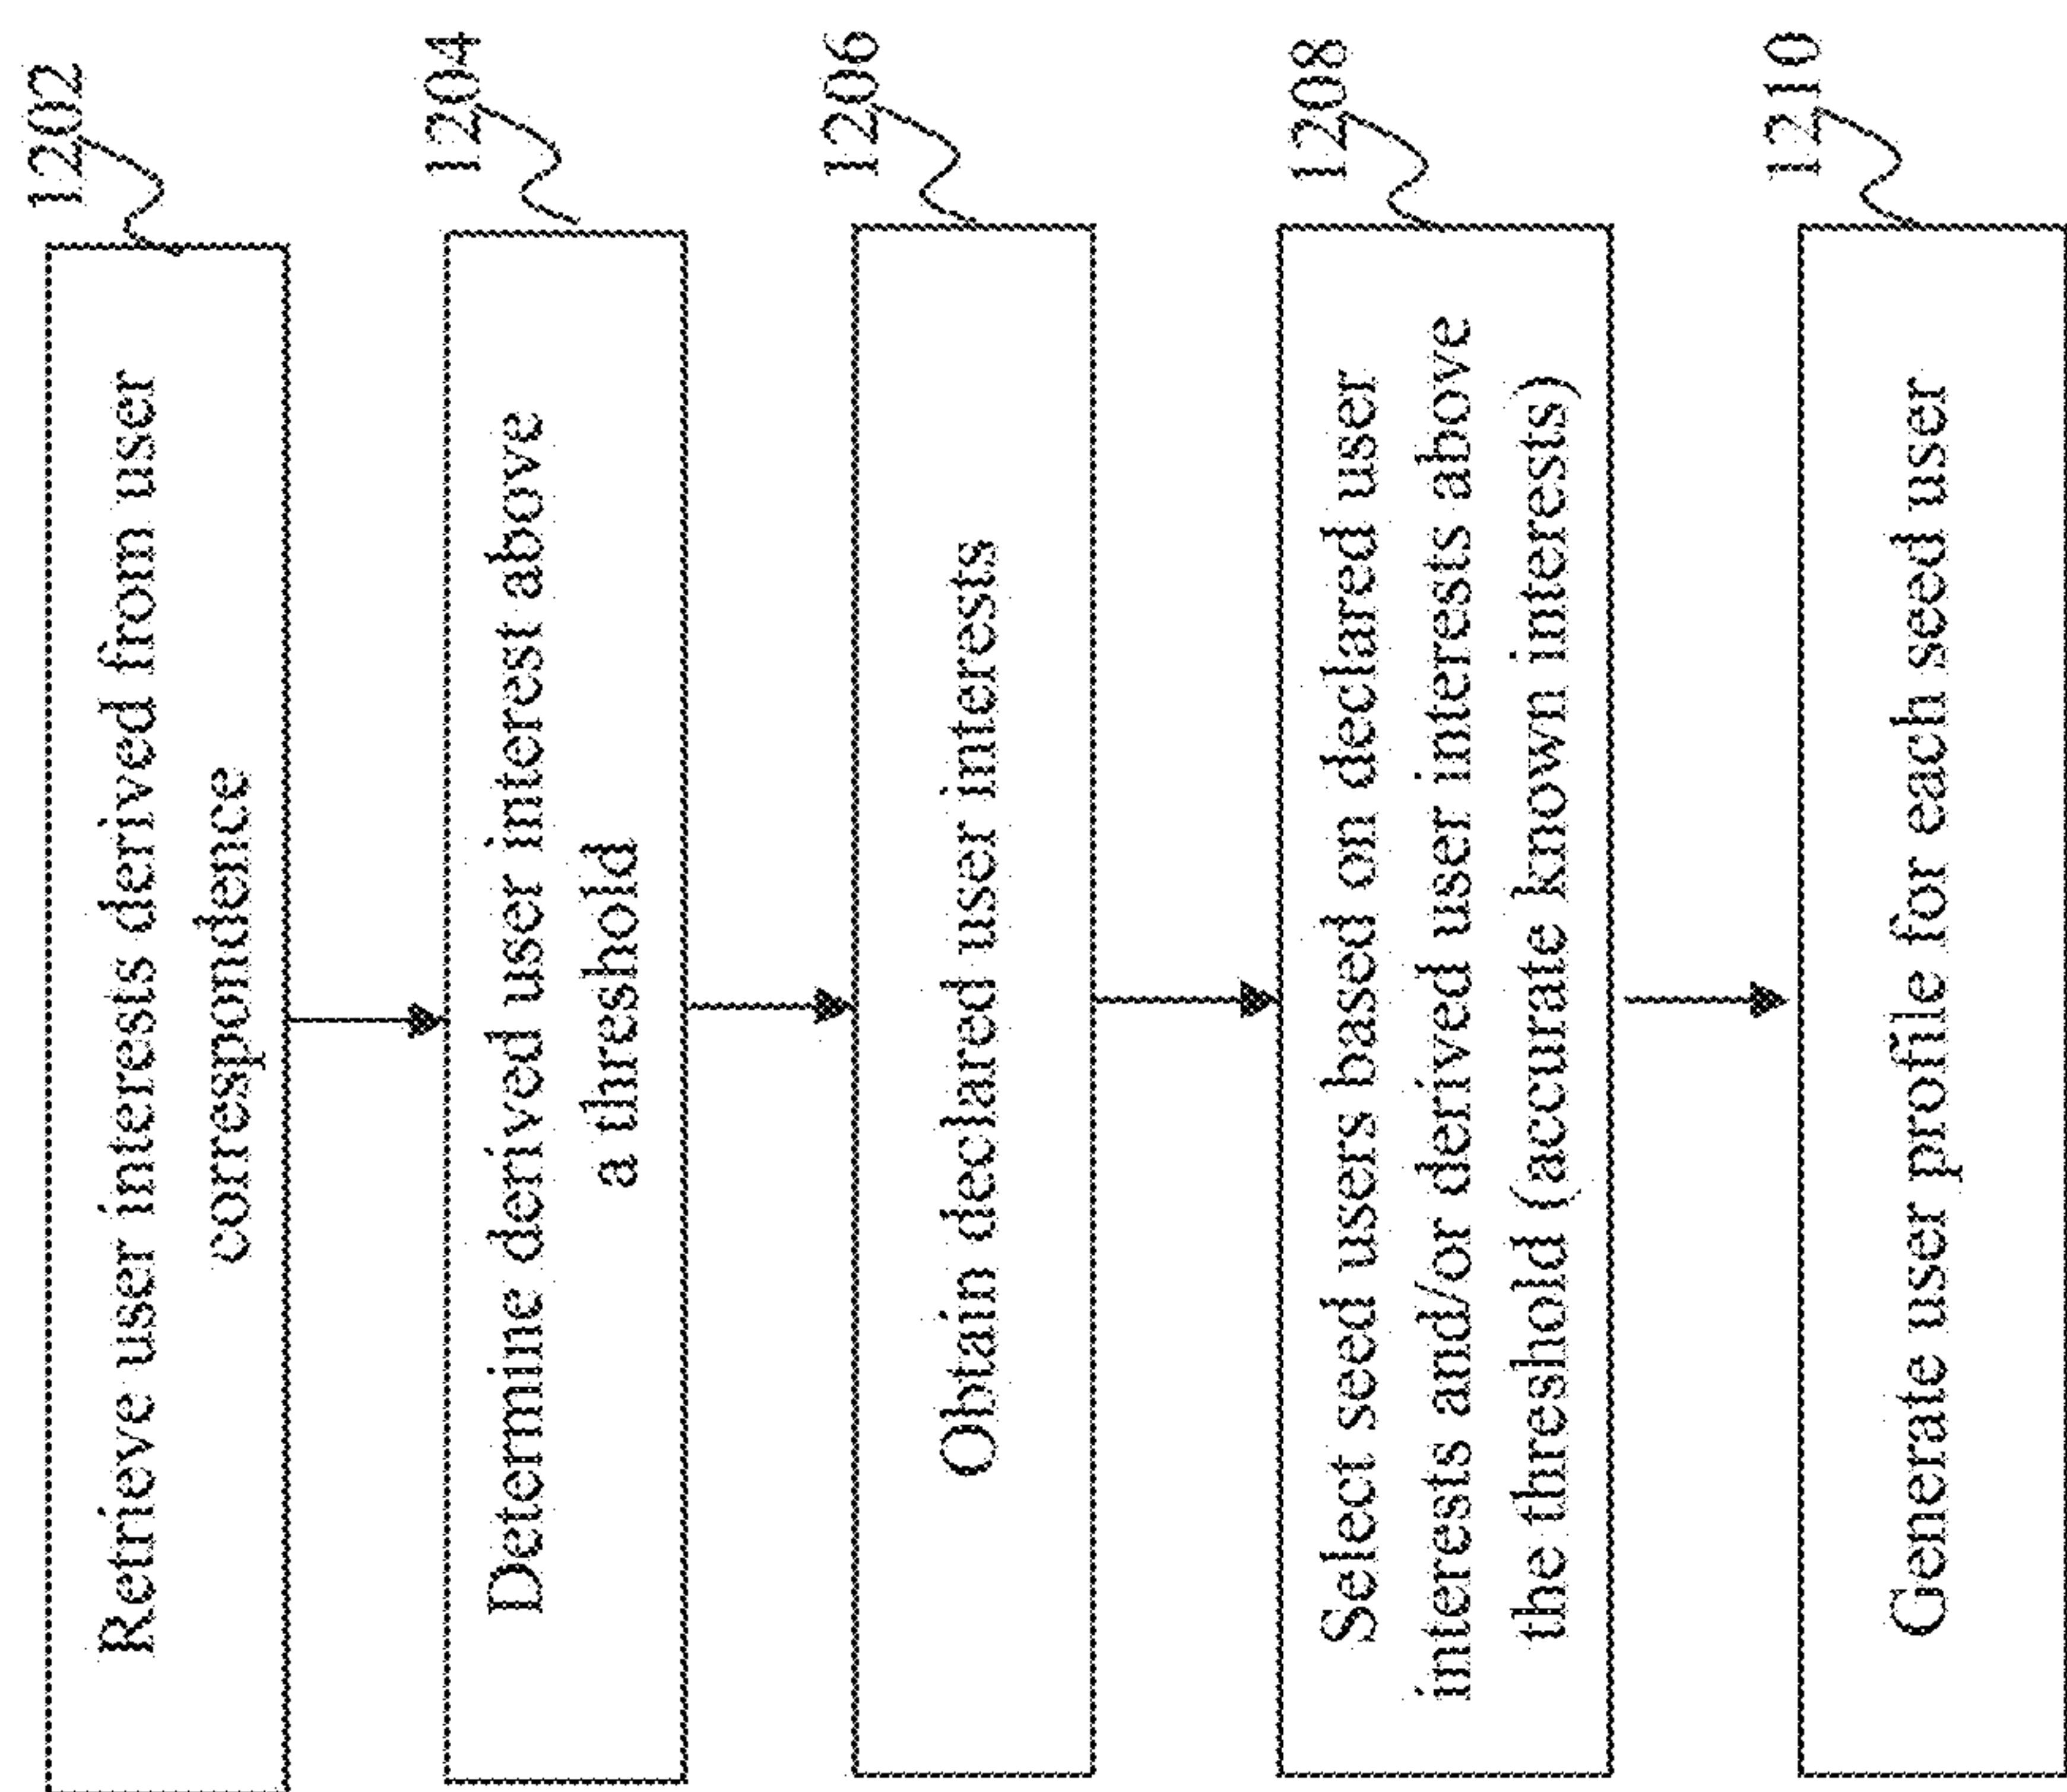 1202
Retrieve user interests derived from user
correspondence
1204
Determine derived user interest above
a threshold
1206
Obtain declared user interests
1208
Select seed users based on declared user
interests and/or derived user interests above
the threshold (accurate known interests)
1210
Generate user profile for each seed user